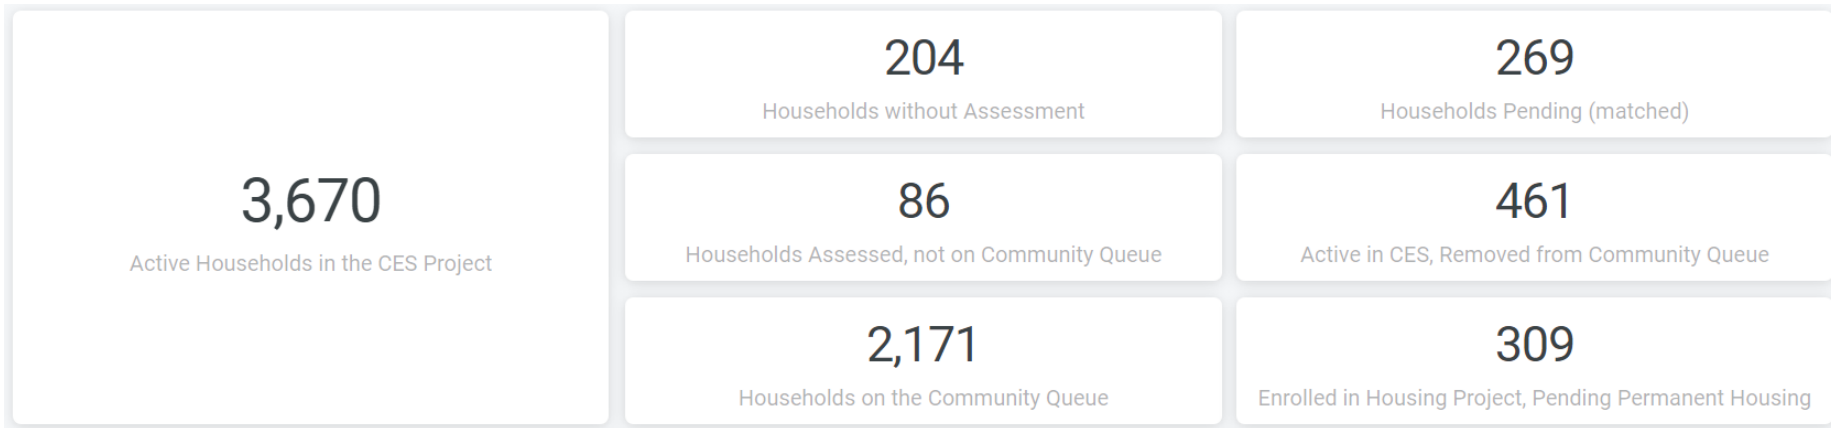 3,670
Active Households in the CES Project
204
Households without Assessment
269
Households Pending (matched)
86
Households Assessed, not on Community Queue
461
Active in CES, Removed from Community Queue
2,171
Households on the Community Queue
309
Enrolled in Housing Project, Pending Permanent Housing